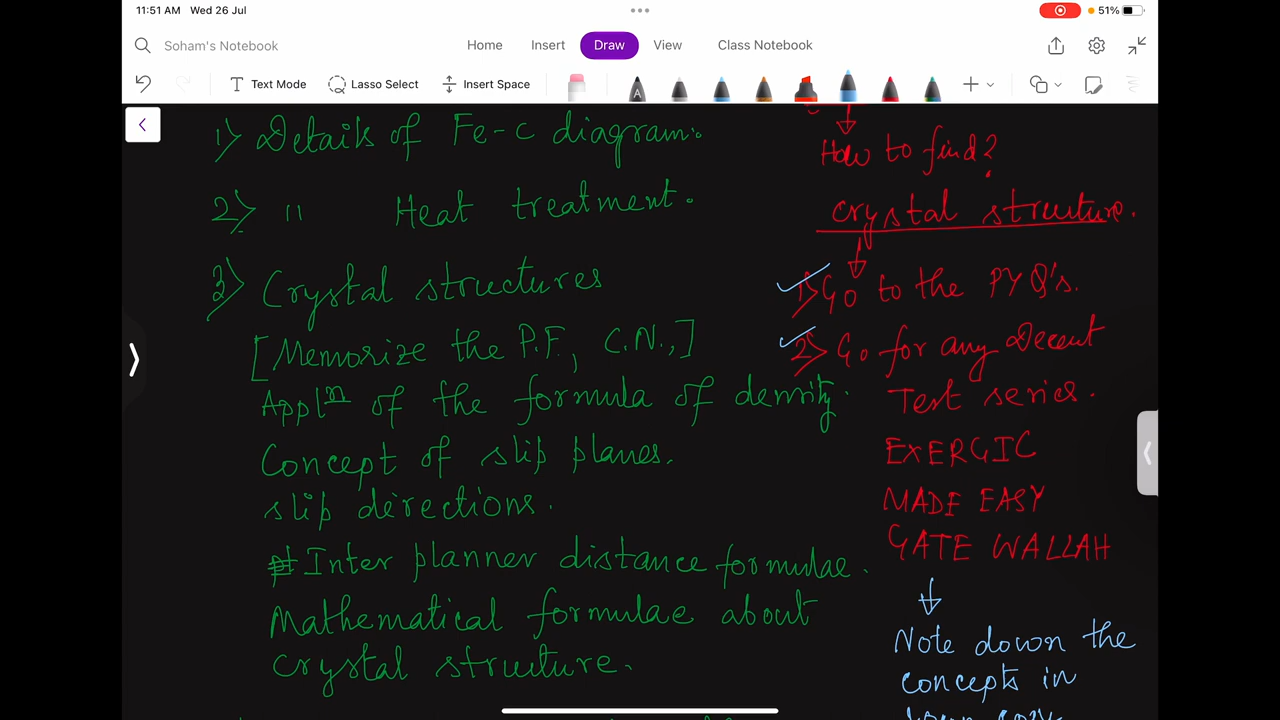 11:51 AM Wed 26 Jul
51%
Soham's Notebook
Home Insert Draw View Class Notebook
Text Mode Lasso Select Insert Space
1) Details of Fe-C diagram.
2) " Heat treatment.
3) Crystal structures
[Memorize the P.F., C.N.,]
Appln of the formula of density.
Concept of slip planes.
slip directions.
# Inter planner distance formulae.
Mathematical formulae about
crystal structure.
How to find?
crystal structure.
1) Go to the PYQ's.
2) Go for any Decent
Test series.
EXERGIC
MADE EASY
GATE WALLAH
Note down the
concepts in